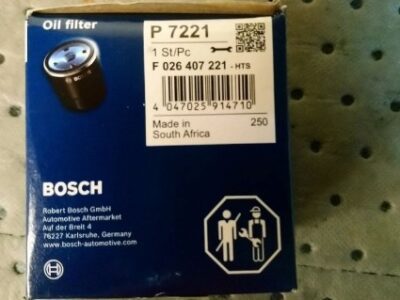 Oil filter
P 7221
1 St/Pc
F 026 407 221 - HTS
4 047025 914710
Made in
South Africa
250
BOSCH
BOSCH
Robert Bosch GmbH
Automotive Aftermarket
Auf der Breit 4
76227 Karlsruhe, Germany
www.bosch-automotive.com